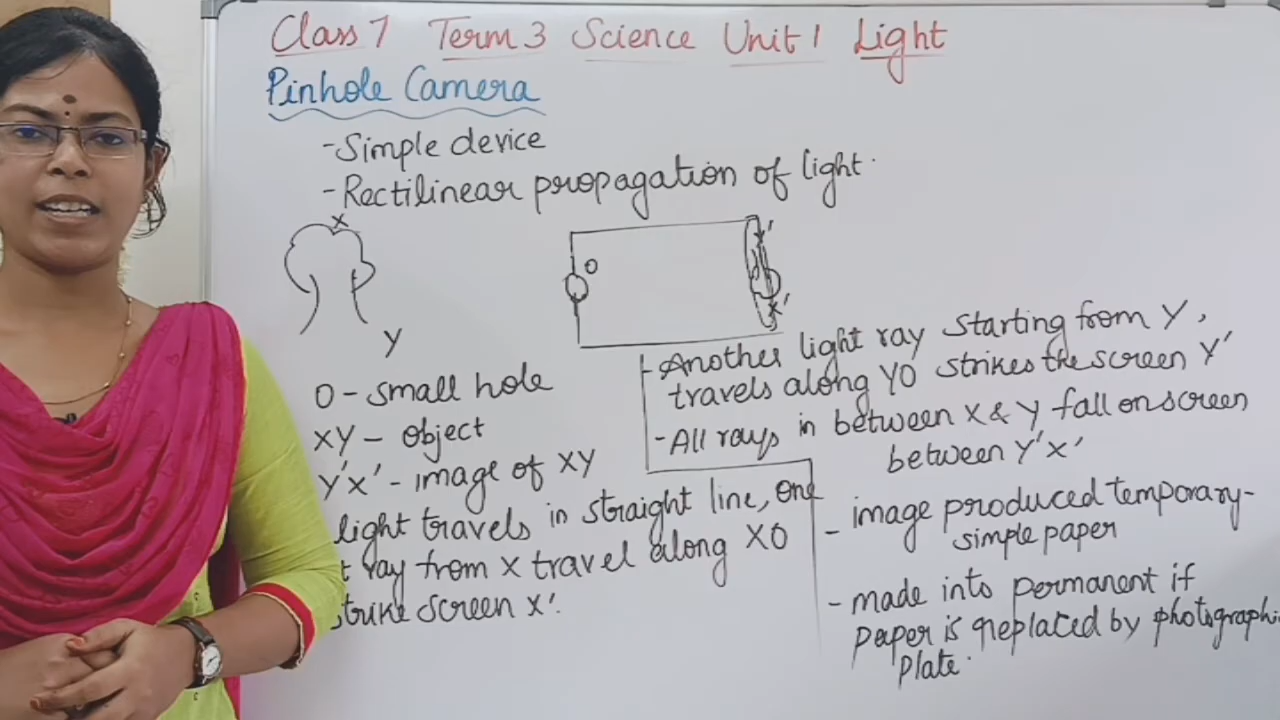 Class 7 Term 3 Science Unit 1 Light
Pinhole Camera
- Simple device
- Rectilinear propagation of light.
X
O
Y'
X'
Y
O - small hole
XY - object
Y'X' - image of XY
light travels in straight line, one
ray from X travel along XO
strike screen X'.
- Another light ray starting from Y,
travels along YO strikes the screen Y'
- All rays in between X & Y fall on screen
between Y'X'
- image produced temporary -
simple paper
- made into permanent if
paper is replaced by photographic
plate.